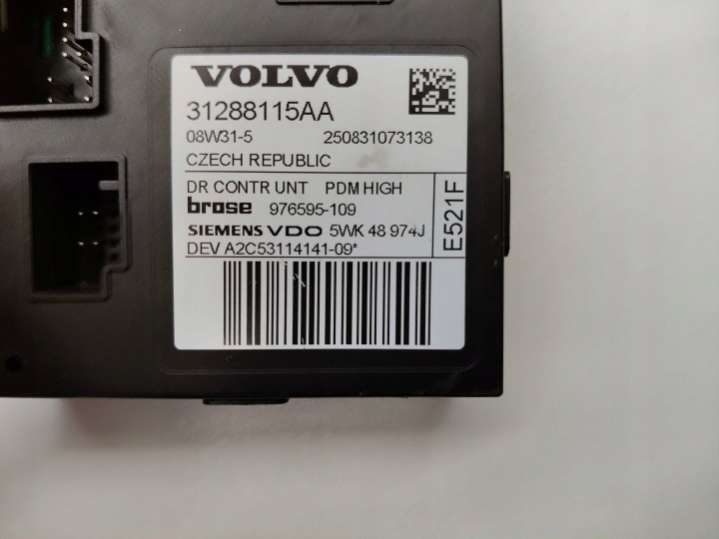 VOLVO
31288115AA
08W31-5 250831073138
CZECH REPUBLIC
DR CONTR UNT PDM HIGH
brose 976595-109
SIEMENS VDO 5WK 48 974J
DEV A2C53114141-09*
E521F